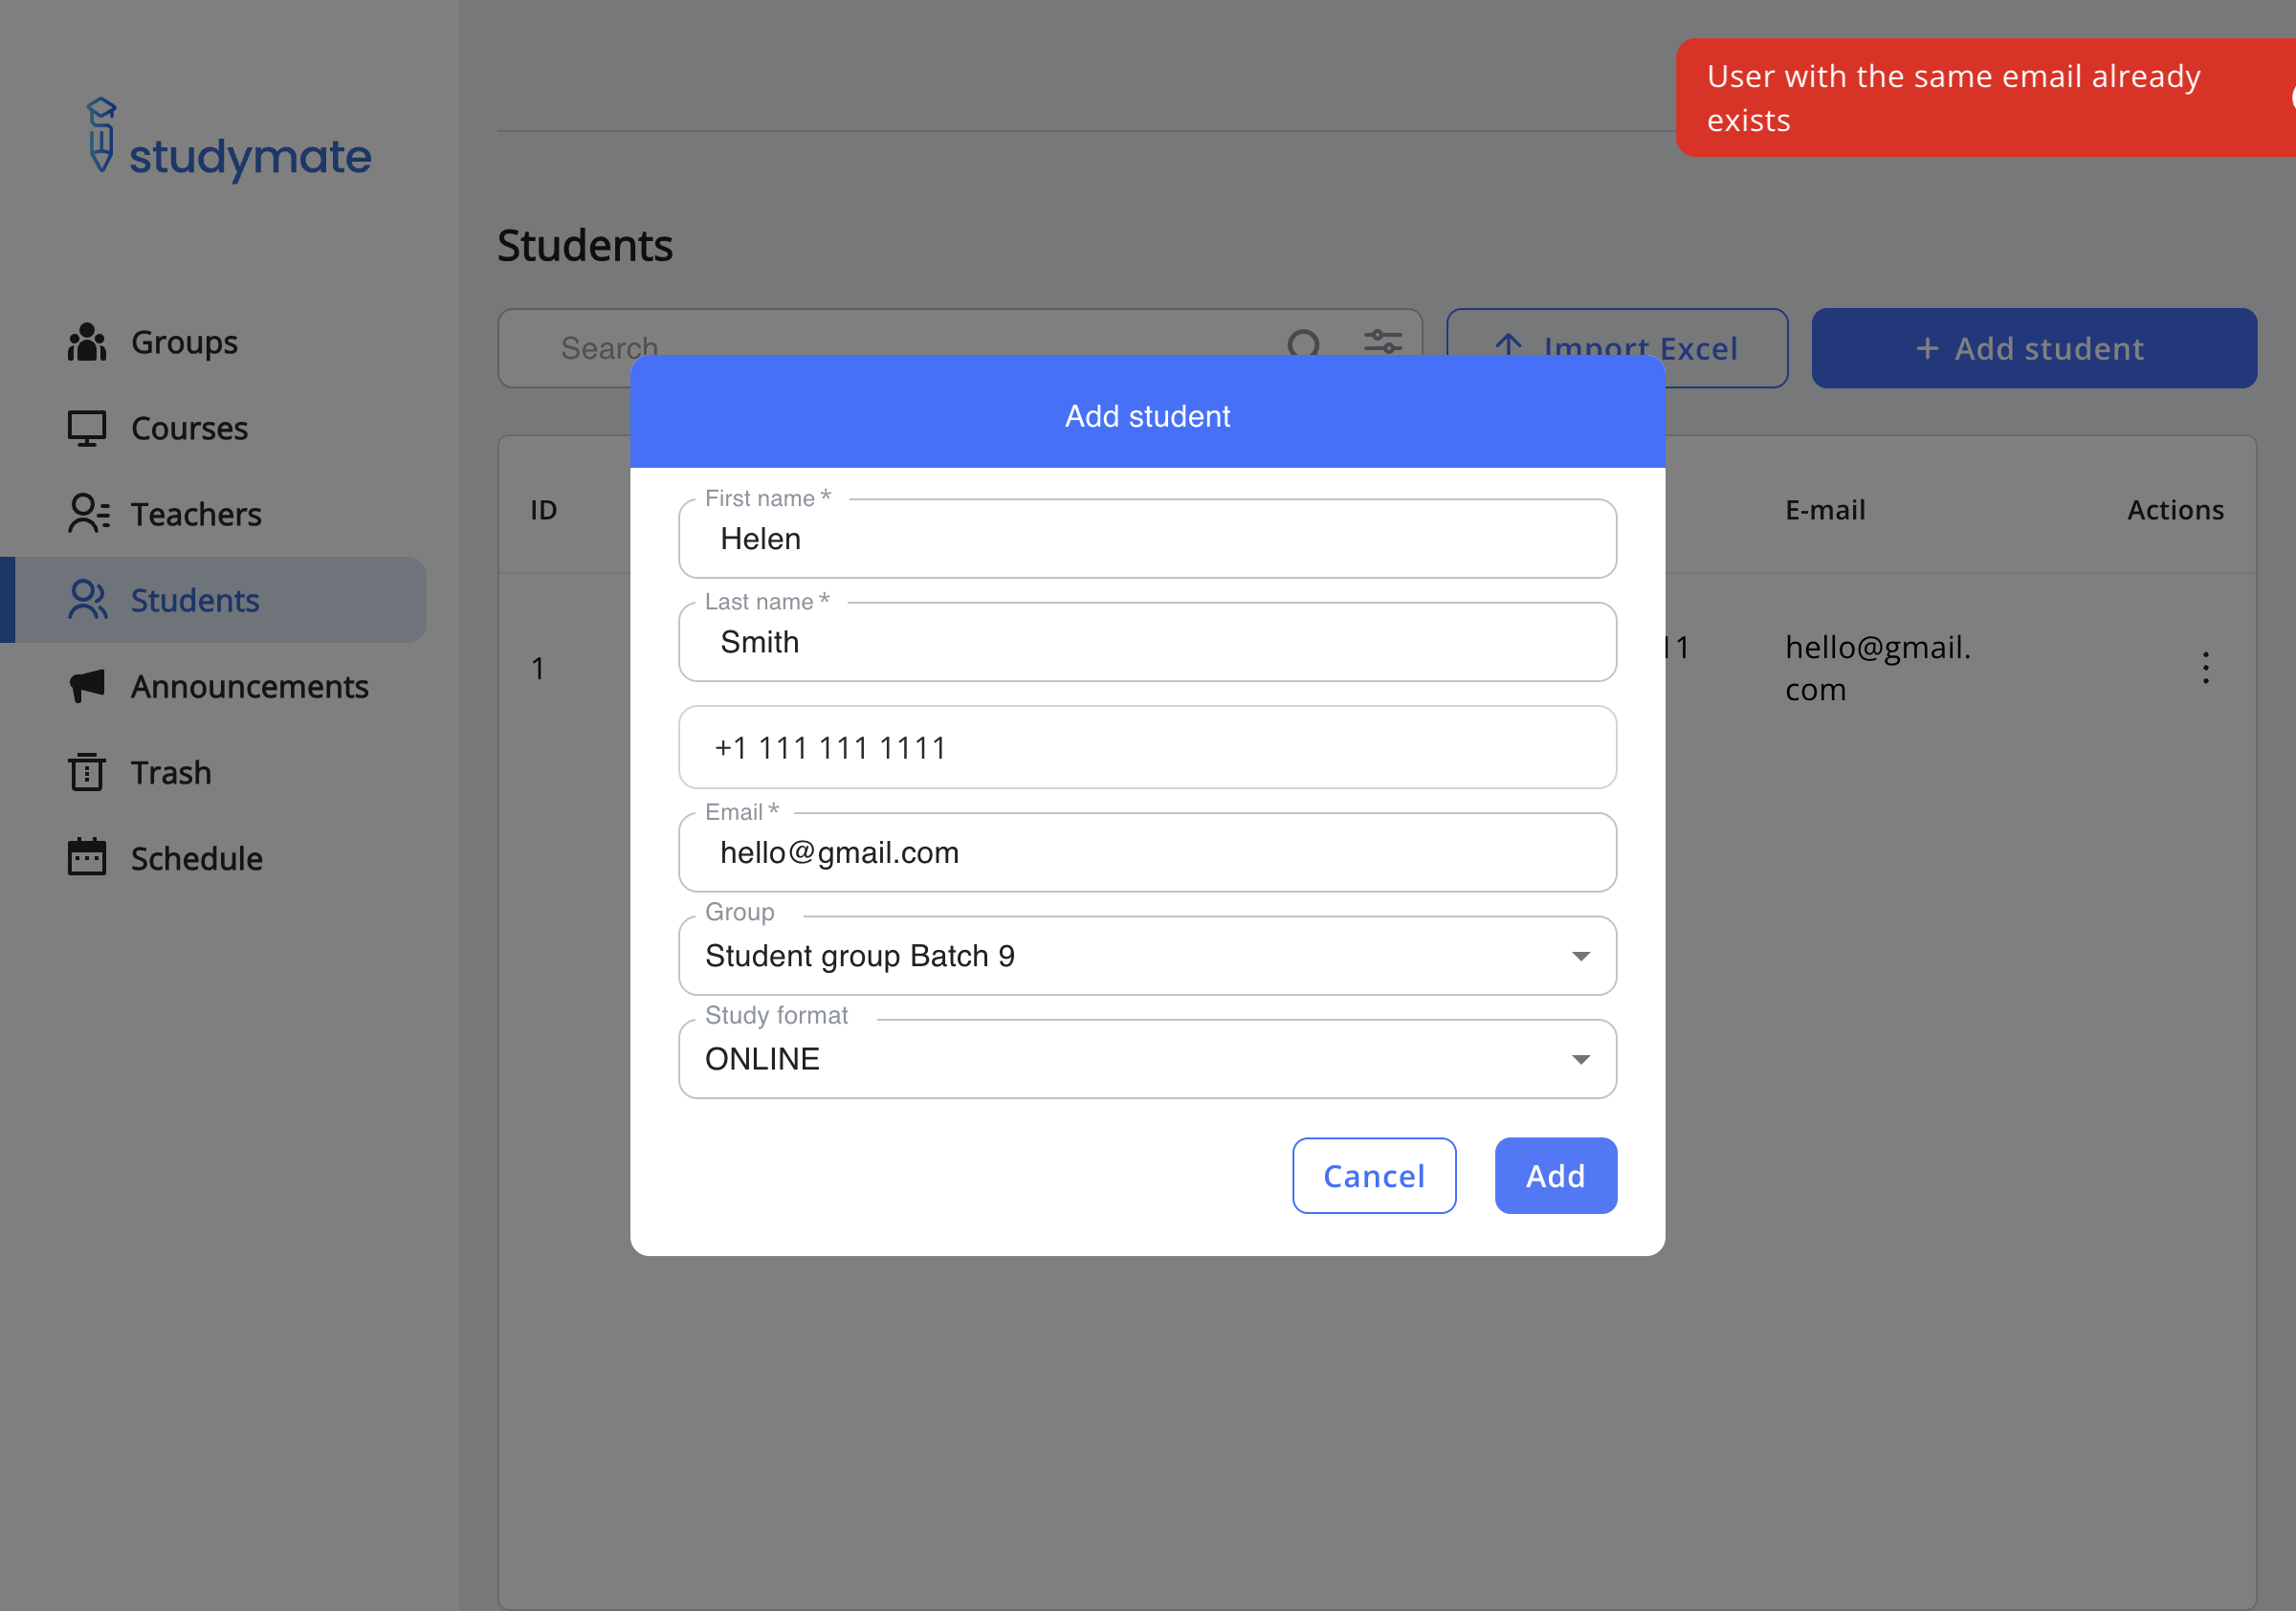 studymate
User with the same email already
exists
Students
Search
Import Excel
+ Add student
Groups
Courses
Teachers
Students
Announcements
Trash
Schedule
ID
E-mail
Actions
1
11
hello@gmail.
com
Add student
First name *
Helen
Last name *
Smith
+1 111 111 1111
Email *
hello@gmail.com
Group
Student group Batch 9
Study format
ONLINE
Cancel
Add